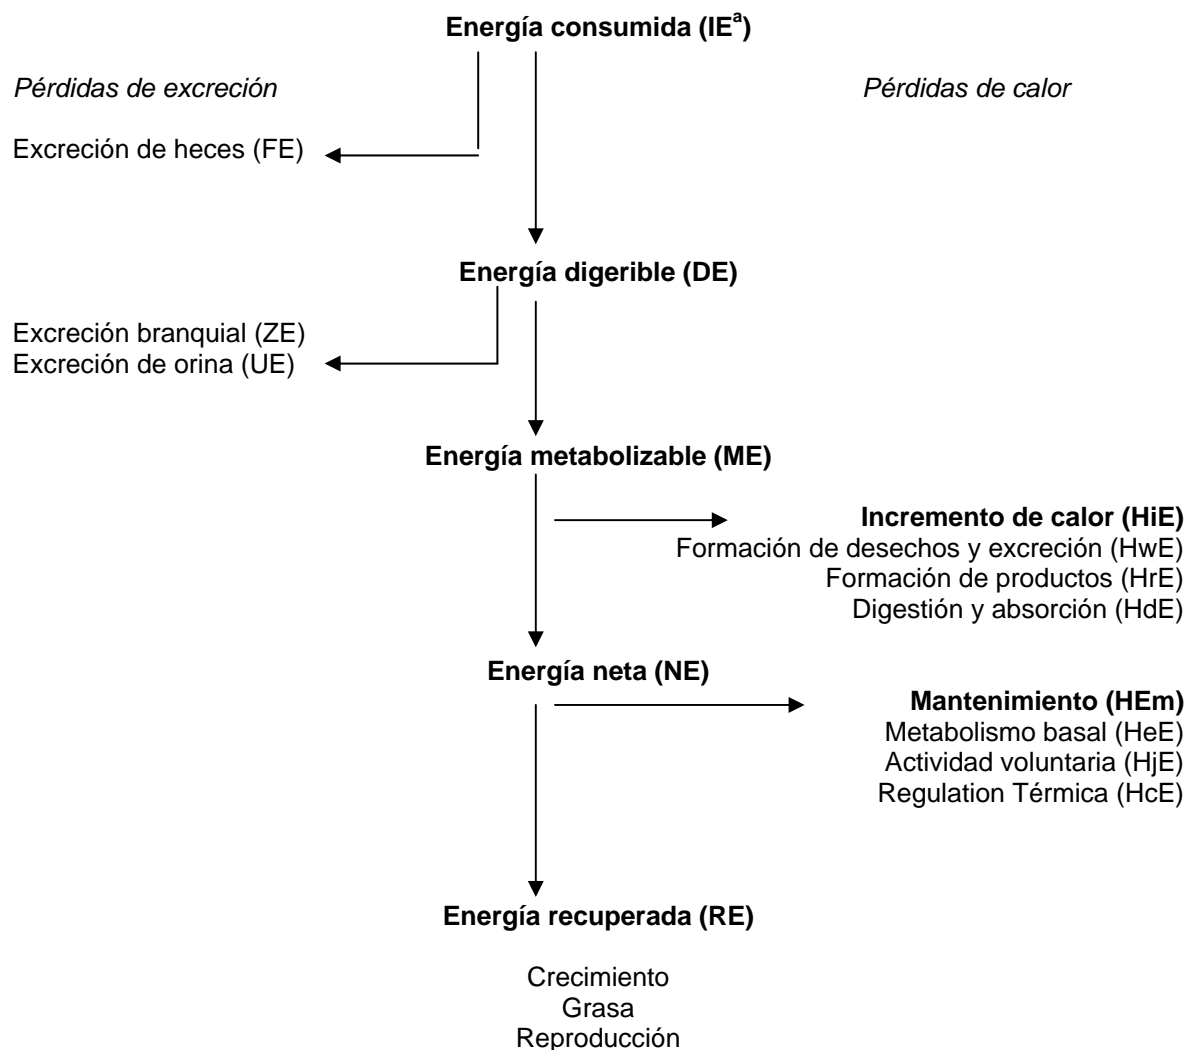 Energía consumida (IEa)
Pérdidas de excreción
Pérdidas de calor
Excreción de heces (FE)
Energía digerible (DE)
Excreción branquial (ZE)
Excreción de orina (UE)
Energía metabolizable (ME)
Incremento de calor (HiE)
Formación de desechos y excreción (HwE)
Formación de productos (HrE)
Digestión y absorción (HdE)
Energía neta (NE)
Mantenimiento (HEm)
Metabolismo basal (HeE)
Actividad voluntaria (HjE)
Regulation Térmica (HcE)
Energía recuperada (RE)
Crecimiento
Grasa
Reproducción